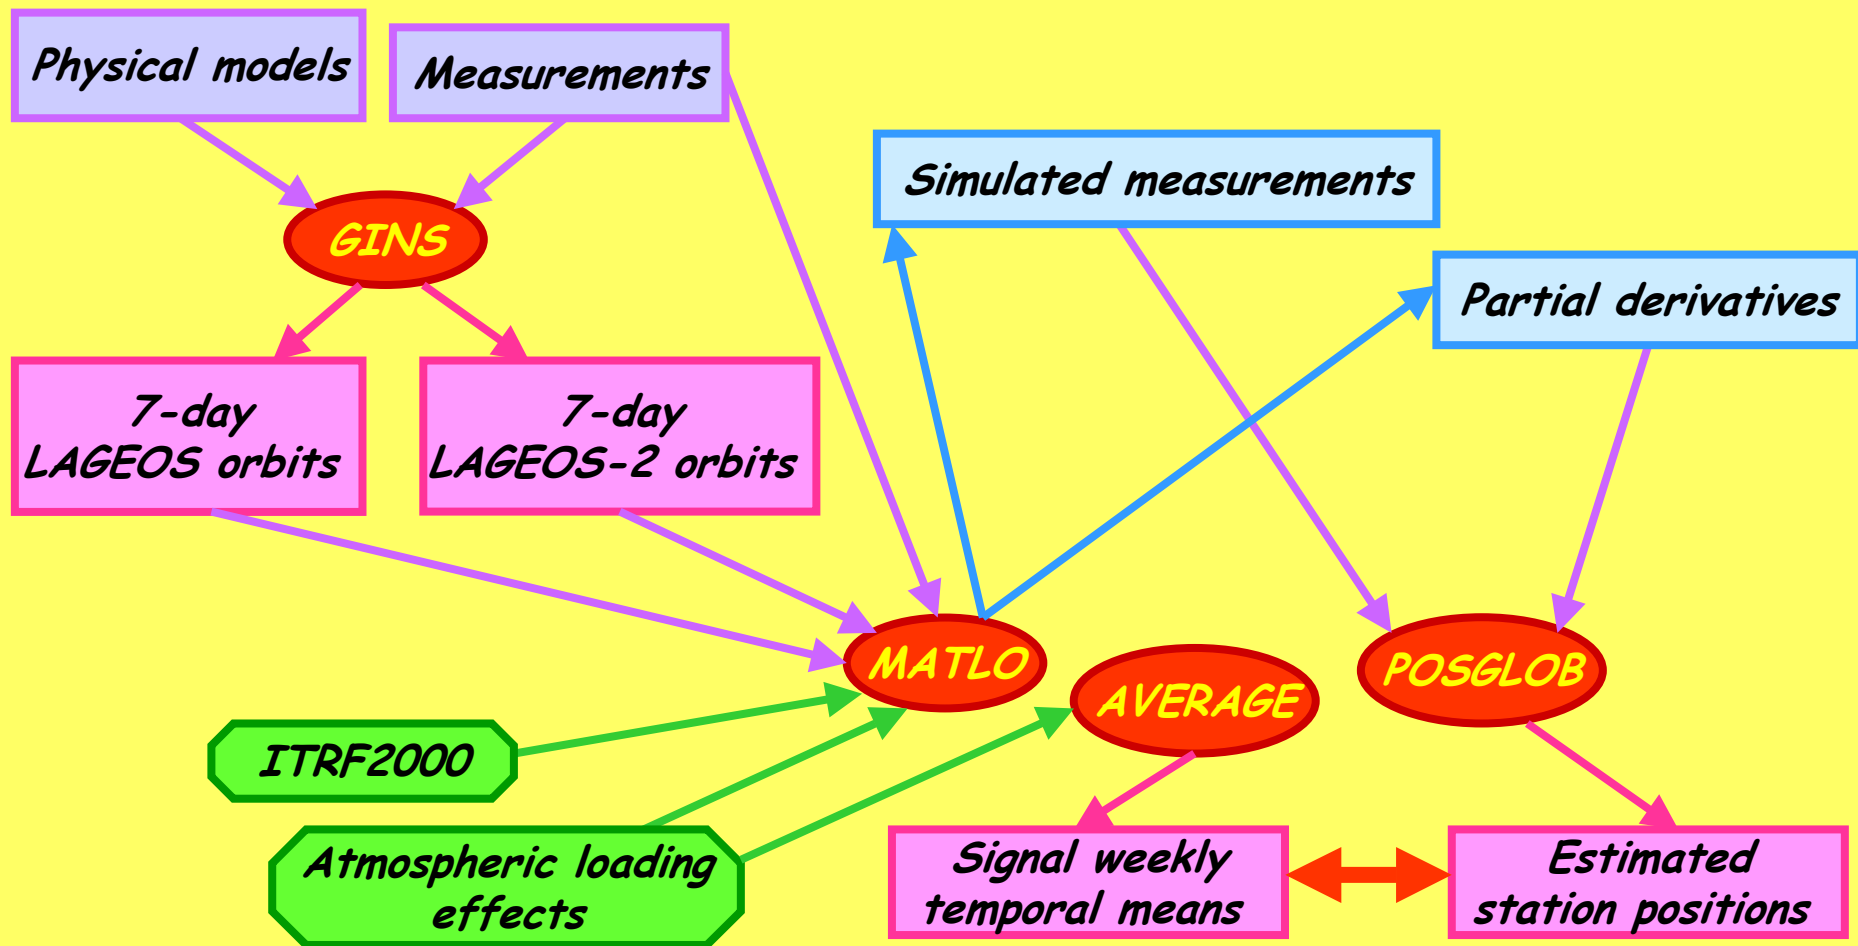 Physical models
Measurements
Simulated measurements
GINS
Partial derivatives
7-day
LAGEOS orbits
7-day
LAGEOS-2 orbits
MATLO
AVERAGE
POSGLOB
ITRF2000
Atmospheric loading
effects
Signal weekly
temporal means
Estimated
station positions